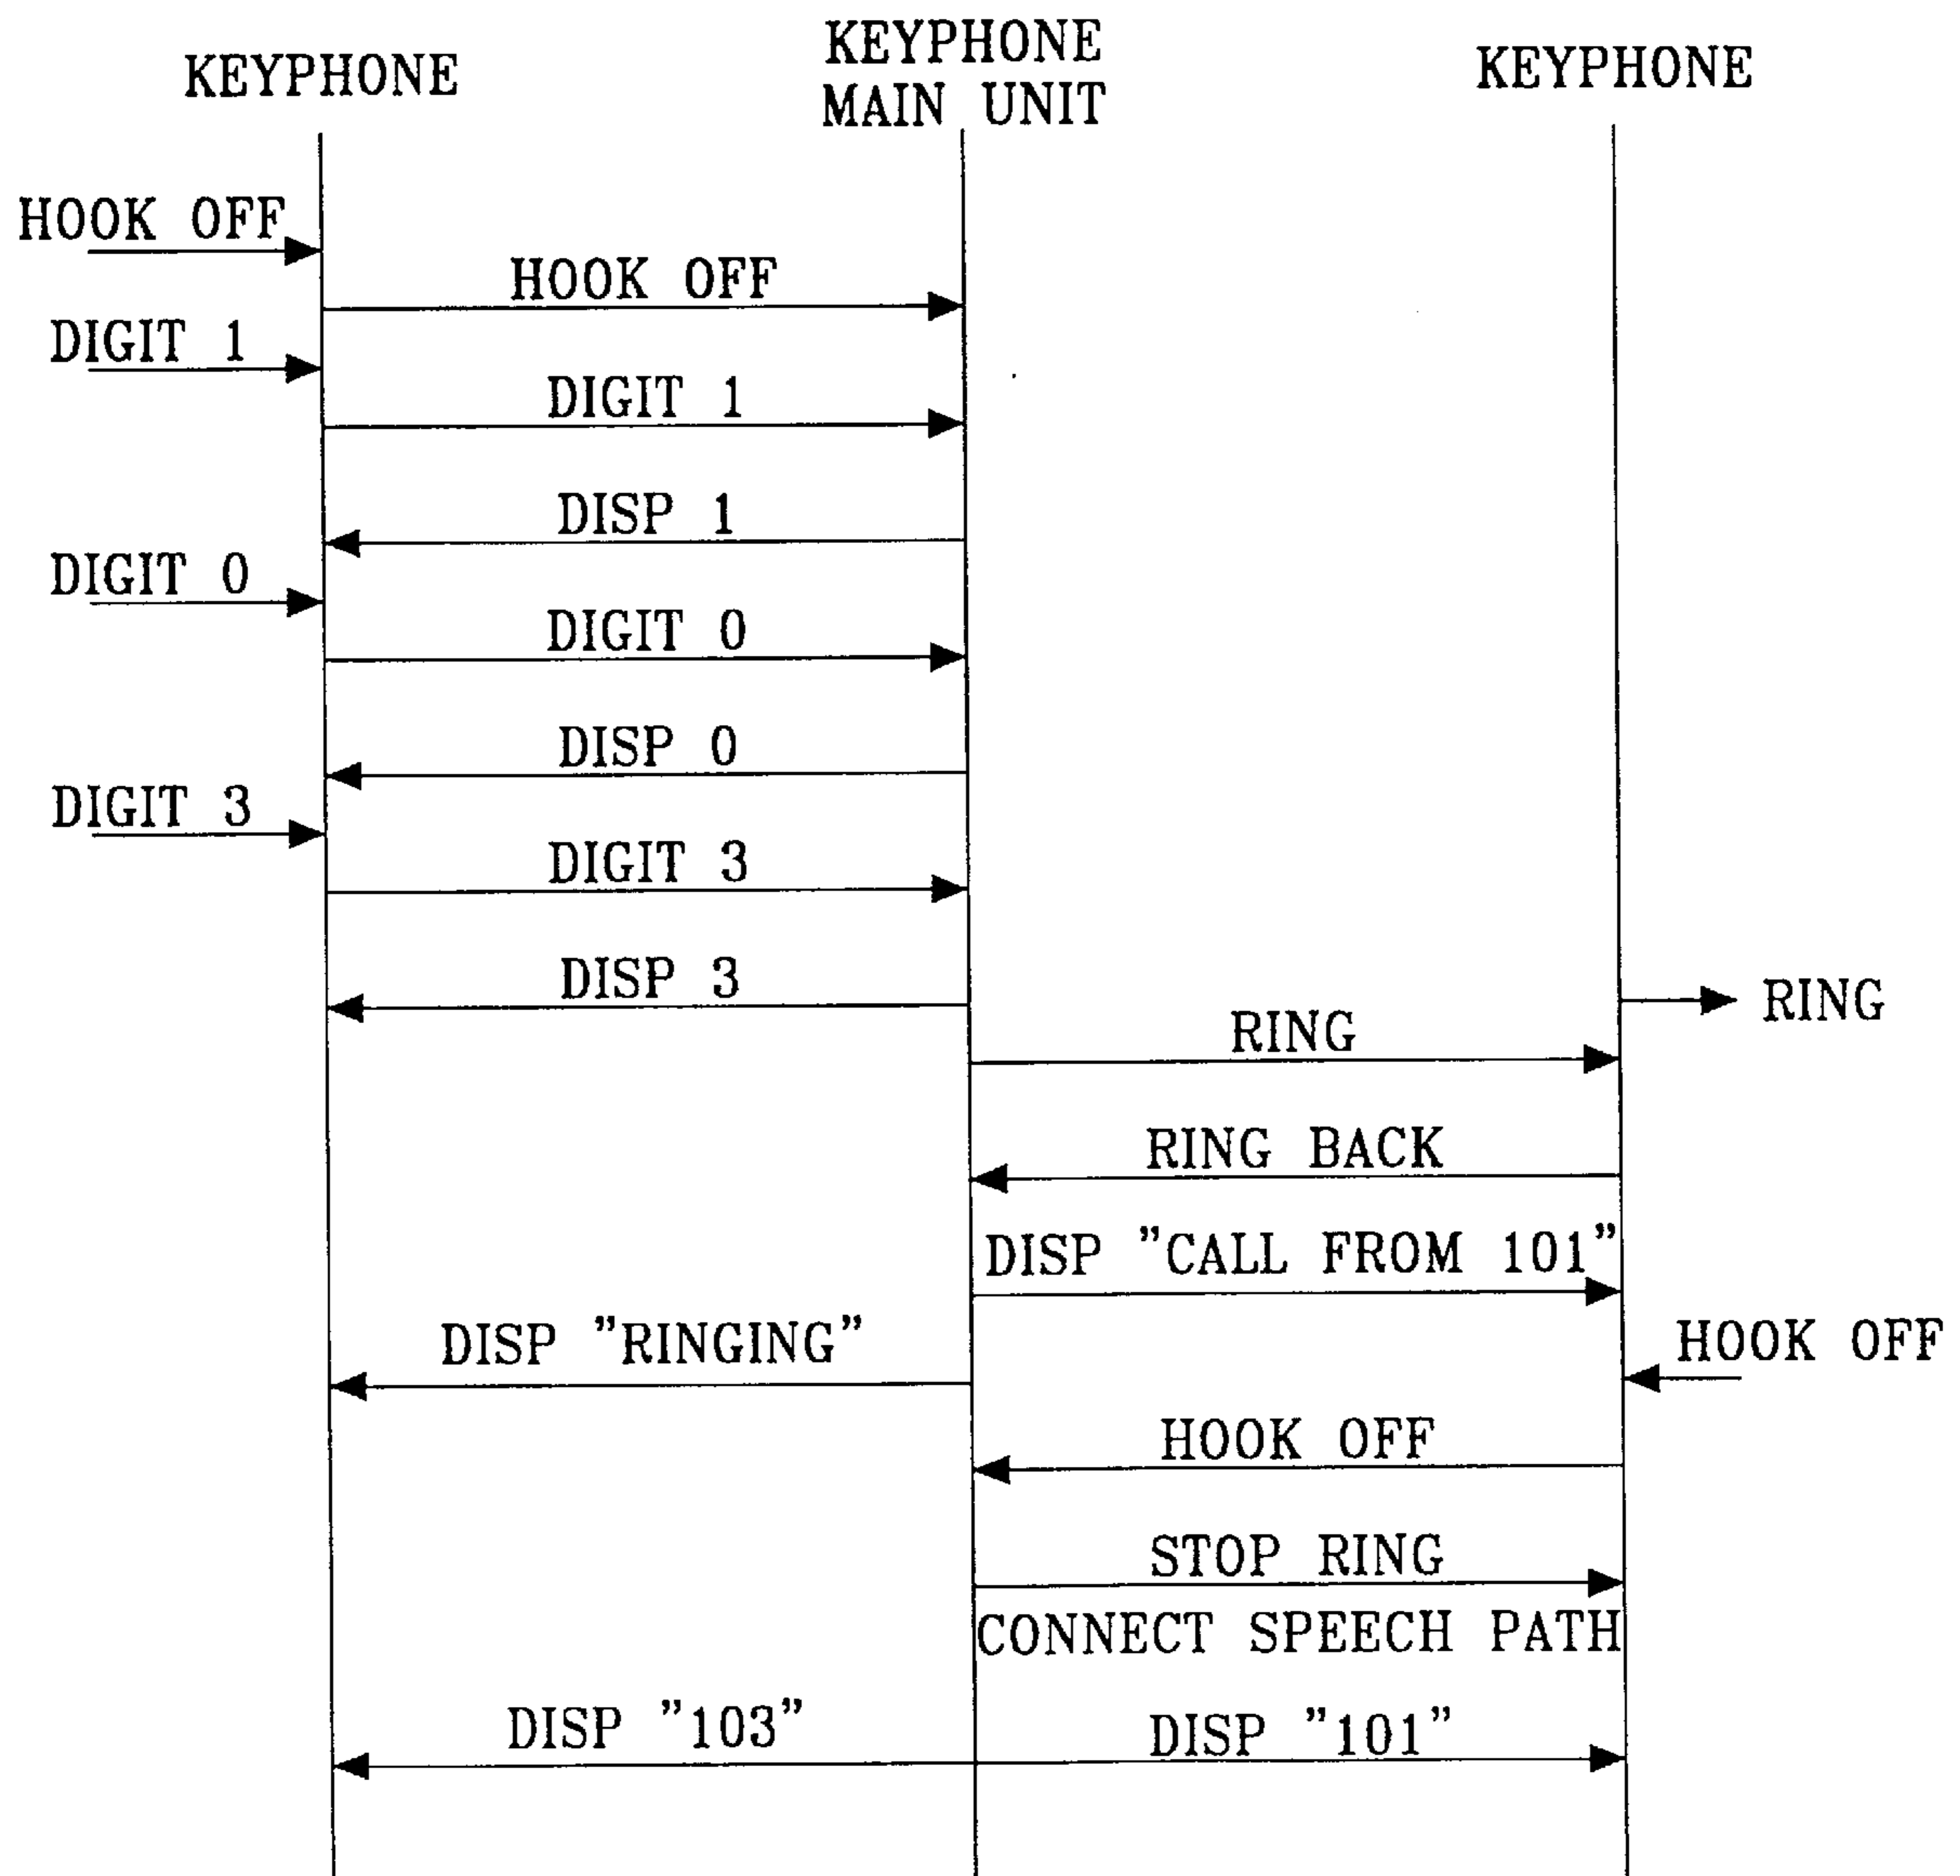 KEYPHONE
KEYPHONE
MAIN UNIT
KEYPHONE
HOOK OFF
HOOK OFF
DIGIT 1
DIGIT 1
DISP 1
DIGIT 0
DIGIT 0
DISP 0
DIGIT 3
DIGIT 3
DISP 3
RING
RING
RING BACK
DISP "CALL FROM 101"
DISP "RINGING"
HOOK OFF
HOOK OFF
STOP RING
CONNECT SPEECH PATH
DISP "103"
DISP "101"